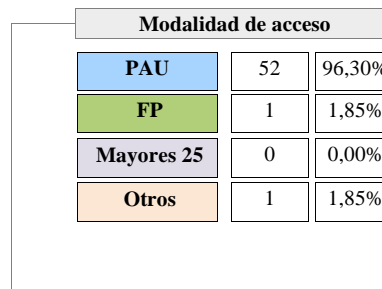 Modalidad de acceso
PAU 52 96,30%
FP 1 1,85%
Mayores 25 0 0,00%
Otros 1 1,85%